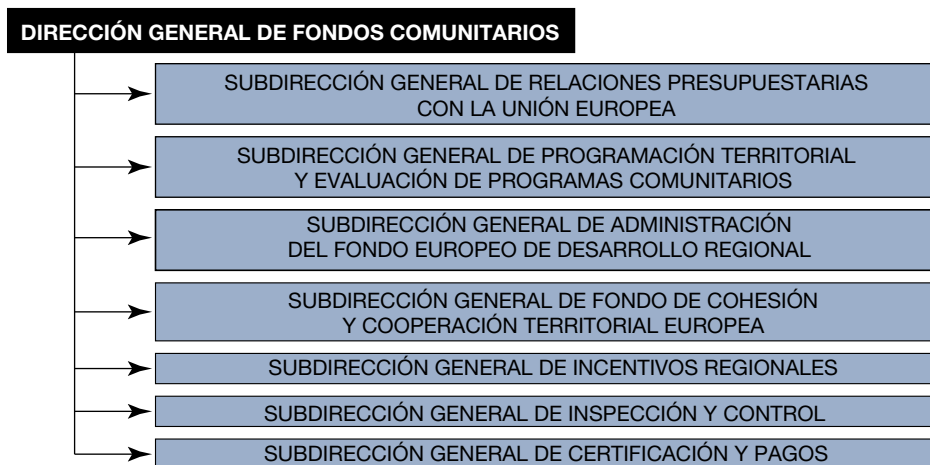 DIRECCIÓN GENERAL DE FONDOS COMUNITARIOS
SUBDIRECCIÓN GENERAL DE RELACIONES PRESUPUESTARIAS
CON LA UNIÓN EUROPEA
SUBDIRECCIÓN GENERAL DE PROGRAMACIÓN TERRITORIAL
Y EVALUACIÓN DE PROGRAMAS COMUNITARIOS
SUBDIRECCIÓN GENERAL DE ADMINISTRACIÓN
DEL FONDO EUROPEO DE DESARROLLO REGIONAL
SUBDIRECCIÓN GENERAL DE FONDO DE COHESIÓN
Y COOPERACIÓN TERRITORIAL EUROPEA
SUBDIRECCIÓN GENERAL DE INCENTIVOS REGIONALES
SUBDIRECCIÓN GENERAL DE INSPECCIÓN Y CONTROL
SUBDIRECCIÓN GENERAL DE CERTIFICACIÓN Y PAGOS